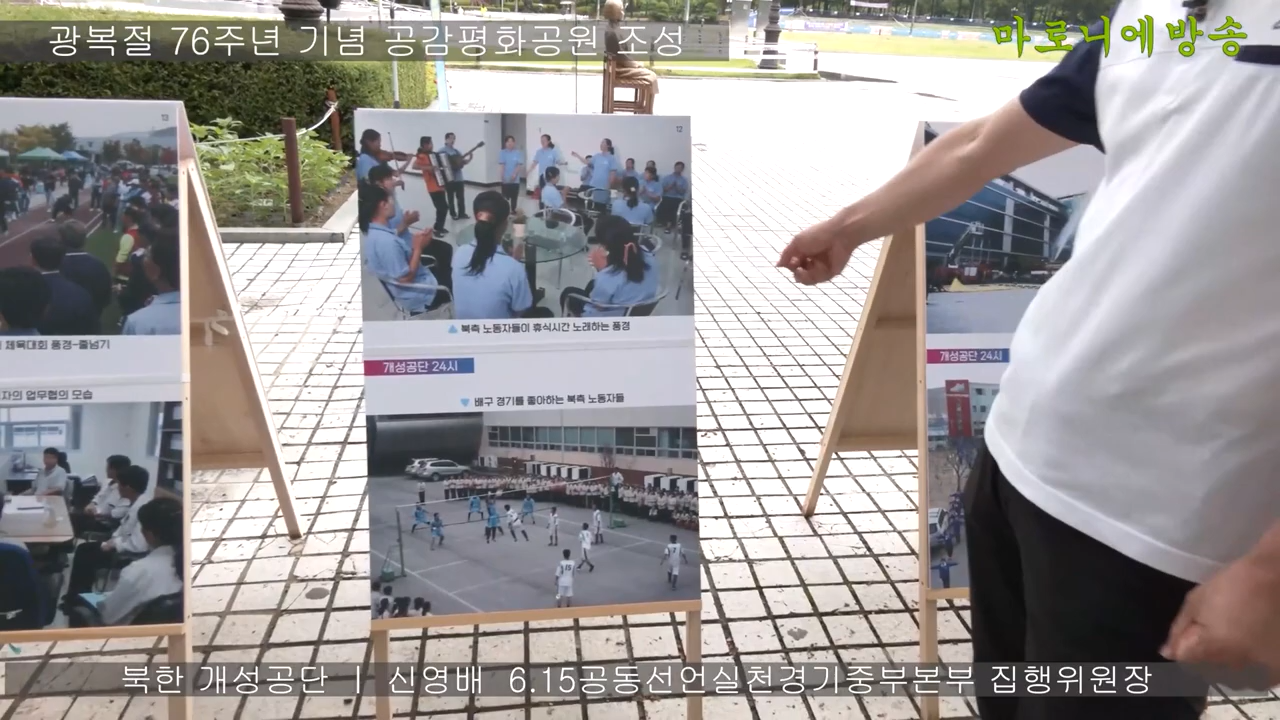 광복절 76주년 기념 공감평화공원 조성
마로니에방송
체육대회 풍경-줄넘기
자의 업무협의 모습
▲ 북측 노동자들이 휴식시간 노래하는 풍경
개성공단 24시
▼ 배구 경기를 좋아하는 북측 노동자들
개성공단 24시
북한 개성공단 | 신영배 6.15공동선언실천경기중부본부 집행위원장